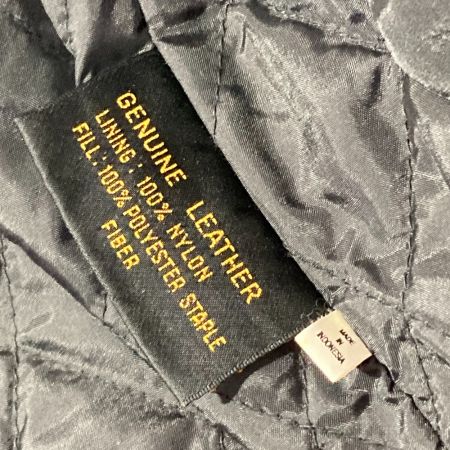 GENUINE LEATHER
LINING : 100% NYLON
FILL: 100% POLYESTER STAPLE
FIBER
MADE
IN
INDONESIA